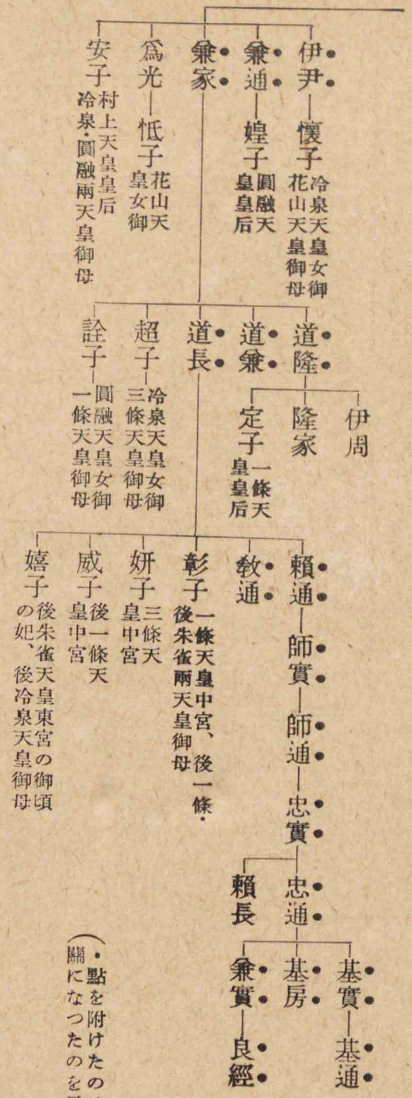 伊尹
懷子
冷泉天皇女御
花山天皇御母
兼通
媓子
圓融天
皇皇后
兼家
爲光
忯子
花山天
皇女御
安子
村上天皇皇后
冷泉・圓融兩天皇御母
伊周
道隆
隆家
定子
一條天
皇皇后
道兼
道長
超子
冷泉天皇女御
三條天皇御母
詮子
圓融天皇女御
一條天皇御母
賴通
師實
師通
忠實
敎通
彰子
一條天皇中宮、後一條・
後朱雀兩天皇御母
妍子
三條天
皇中宮
威子
後一條天
皇中宮
嬉子
後朱雀天皇東宮の御頃
の妃、後冷泉天皇御母
忠通
賴長
基實
基通
基房
兼實
良經
(・點を附けたの
關になつたのを